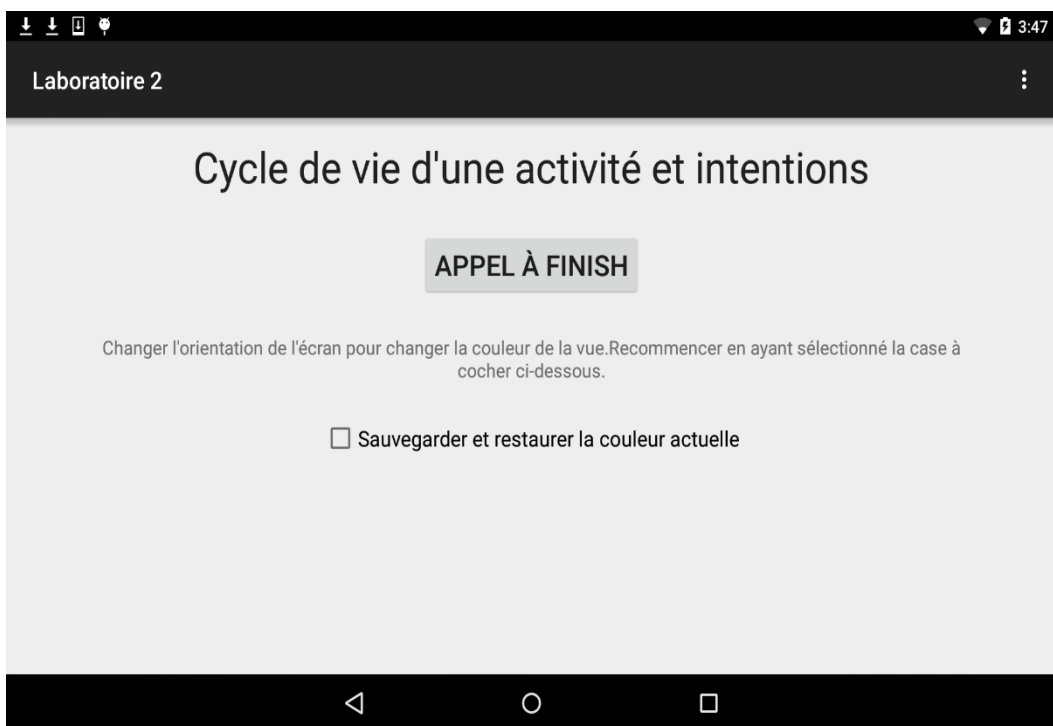 3:47
Laboratoire 2
Cycle de vie d'une activité et intentions
APPEL À FINISH
Changer l'orientation de l'écran pour changer la couleur de la vue.Recommencer en ayant sélectionné la case à
cocher ci-dessous.
Sauvegarder et restaurer la couleur actuelle